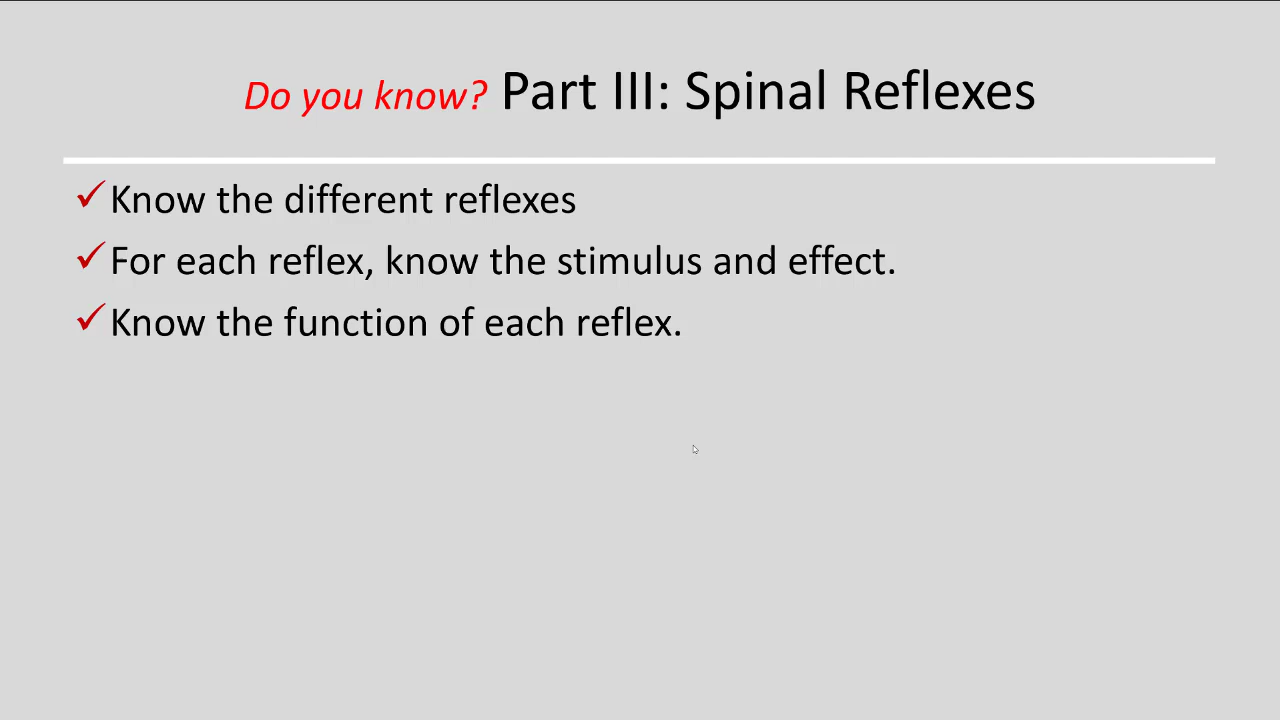 Do you know? Part III: Spinal Reflexes
✓Know the different reflexes
✓For each reflex, know the stimulus and effect.
✓Know the function of each reflex.